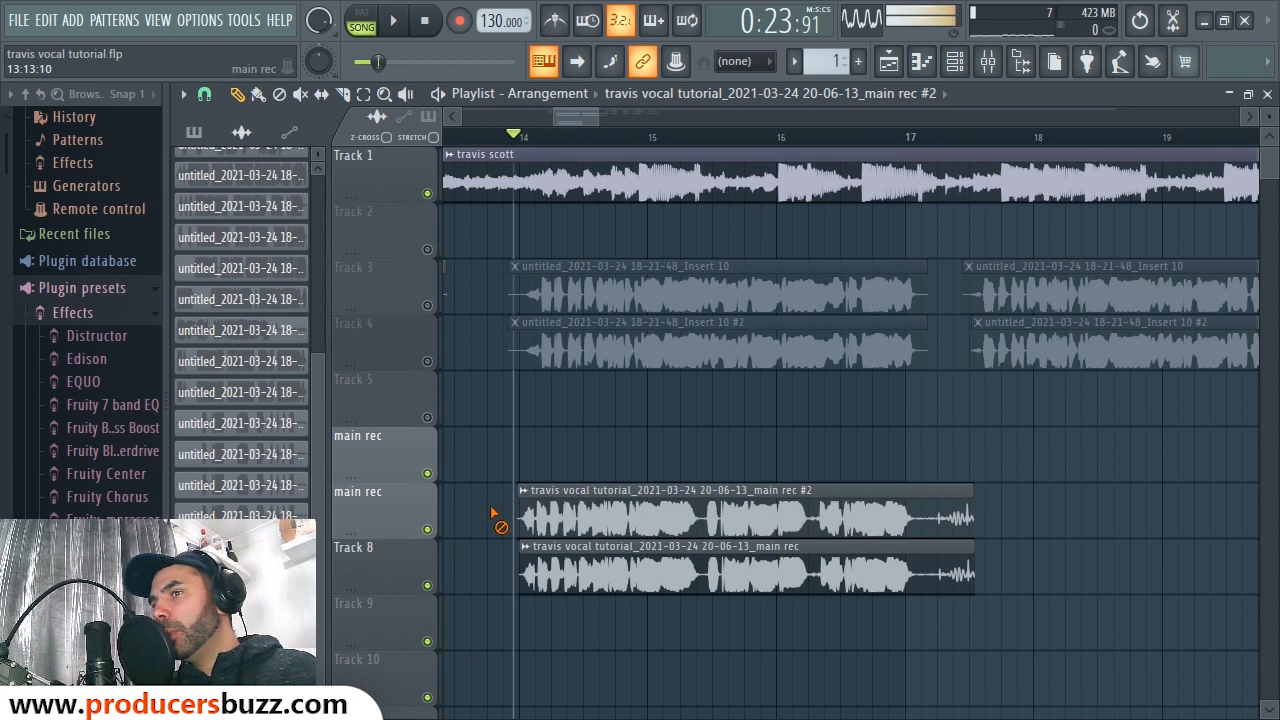 FILE EDIT ADD PATTERNS VIEW OPTIONS TOOLS HELP
PAT
SONG
130.000
3.2.
0:23:91
M:S:CS
7
423 MB
0
travis vocal tutorial.flp
13:13:10
main rec
(none)
1
Brows.. Snap 1
Playlist - Arrangement travis vocal tutorial_2021-03-24 20-06-13_main rec #2
History
Patterns
Effects
Generators
Remote control
Recent files
Plugin database
Plugin presets
Effects
Distructor
Edison
EQUO
Fruity 7 band EQ
Fruity B..ss Boost
Fruity Bl..erdrive
Fruity Center
Fruity Chorus
untitled_2021-03-24 18-..
untitled_2021-03-24 18-..
untitled_2021-03-24 18-..
untitled_2021-03-24 18-..
untitled_2021-03-24 18-..
untitled_2021-03-24 18-..
untitled_2021-03-24 18-..
untitled_2021-03-24 18-..
untitled_2021-03-24 18-..
untitled_2021-03-24 18-..
untitled_2021-03-24 18-..
untitled_2021-03-24 18-..
Z-CROSS STRETCH
14 15 16 17 18 19
Track 1
travis scott
Track 2
Track 3
untitled_2021-03-24 18-21-48_Insert 10
untitled_2021-03-24 18-21-48_Insert 10
Track 4
untitled_2021-03-24 18-21-48_Insert 10 #2
untitled_2021-03-24 18-21-48_Insert 10 #2
Track 5
main rec
main rec
travis vocal tutorial_2021-03-24 20-06-13_main rec #2
Track 8
travis vocal tutorial_2021-03-24 20-06-13_main rec
Track 9
Track 10
www.producersbuzz.com